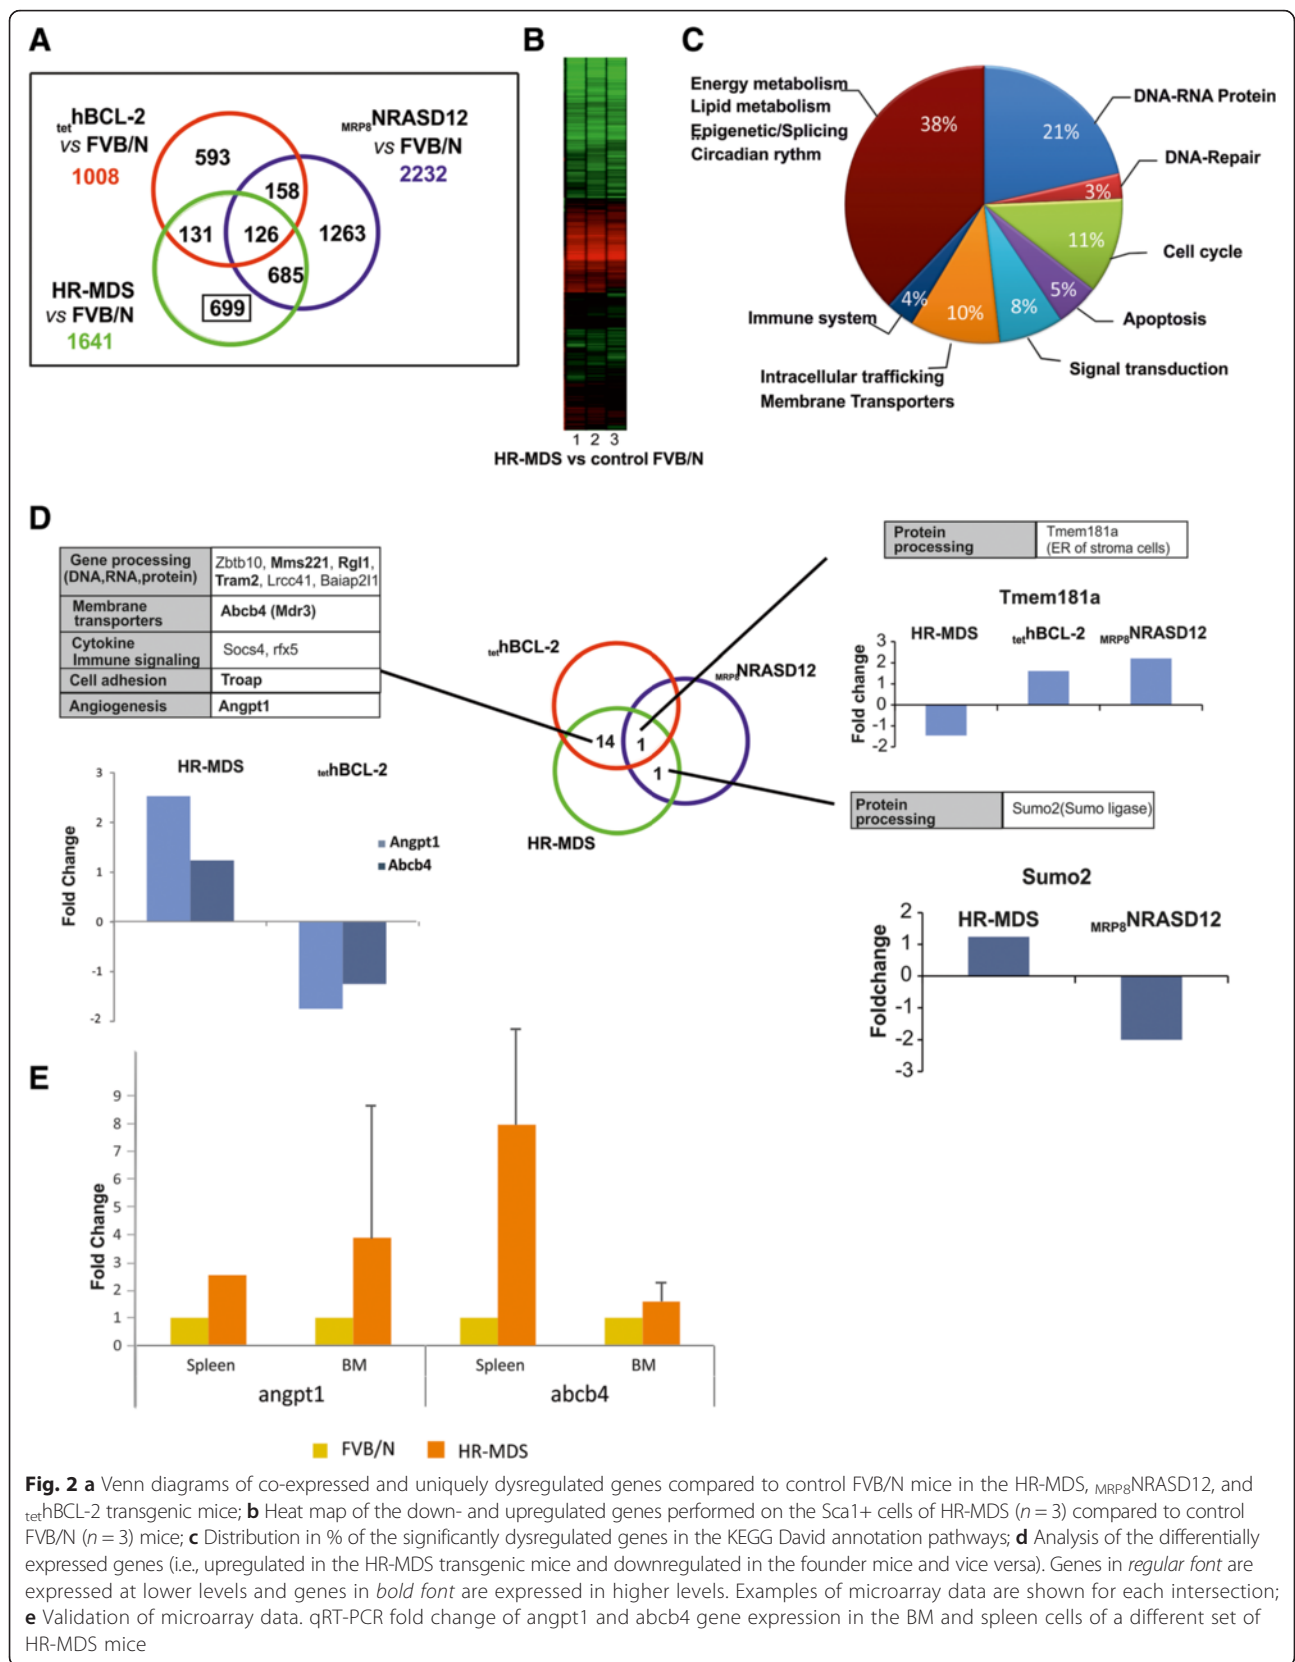 A
tethBCL-2
vs FVB/N
1008
MRP8NRASD12
vs FVB/N
2232
593
158
131
126
1263
685
699
HR-MDS
vs FVB/N
1641
B
1 2 3
HR-MDS vs control FVB/N
C
Energy metabolism
Lipid metabolism
Epigenetic/Splicing
Circadian rythm
38%
21%
3%
11%
5%
8%
10%
4%
DNA-RNA Protein
DNA-Repair
Cell cycle
Apoptosis
Signal transduction
Immune system
Intracellular trafficking
Membrane Transporters
D
Gene processing
(DNA,RNA,protein)
Zbtb10, Mms221, Rgl1,
Tram2, Lrcc41, Baiap2l1
Membrane
transporters
Abcb4 (Mdr3)
Cytokine
Immune signaling
Socs4, rfx5
Cell adhesion
Troap
Angiogenesis
Angpt1
tethBCL-2
MRP8NRASD12
14
1
1
HR-MDS
Protein
processing
Tmem181a
(ER of stroma cells)
Tmem181a
HR-MDS
tethBCL-2
MRP8NRASD12
Fold change
3
2
1
0
-1
-2
Protein
processing
Sumo2(Sumo ligase)
Sumo2
HR-MDS
MRP8NRASD12
Foldchange
2
1
0
-1
-2
-3
HR-MDS
tethBCL-2
Fold Change
3
2
1
0
-1
-2
Angpt1
Abcb4
E
Fold Change
9
8
7
6
5
4
3
2
1
0
Spleen
BM
Spleen
BM
angpt1
abcb4
FVB/N
HR-MDS
Fig. 2 a Venn diagrams of co-expressed and uniquely dysregulated genes compared to control FVB/N mice in the HR-MDS, MRP8NRASD12, and
tethBCL-2 transgenic mice; b Heat map of the down- and upregulated genes performed on the Sca1+ cells of HR-MDS (n = 3) compared to control
FVB/N (n = 3) mice; c Distribution in % of the significantly dysregulated genes in the KEGG David annotation pathways; d Analysis of the differentially
expressed genes (i.e., upregulated in the HR-MDS transgenic mice and downregulated in the founder mice and vice versa). Genes in regular font are
expressed at lower levels and genes in bold font are expressed in higher levels. Examples of microarray data are shown for each intersection;
e Validation of microarray data. qRT-PCR fold change of angpt1 and abcb4 gene expression in the BM and spleen cells of a different set of
HR-MDS mice